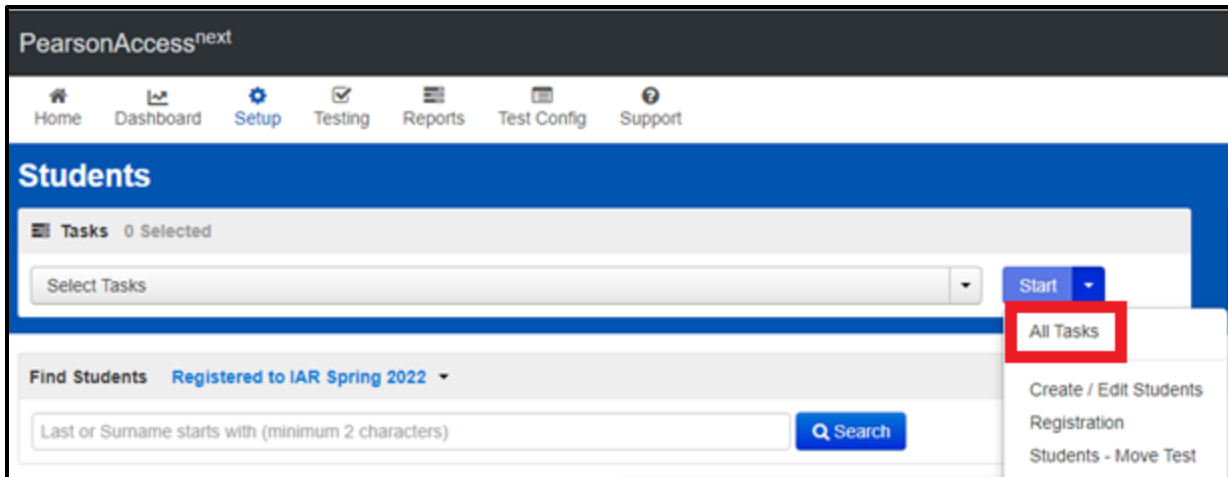 PearsonAccessnext
Home Dashboard Setup Testing Reports Test Config Support
Students
Tasks 0 Selected
Select Tasks
Start
All Tasks
Find Students Registered to IAR Spring 2022
Create / Edit Students
Last or Surname starts with (minimum 2 characters)
Search
Registration
Students - Move Test